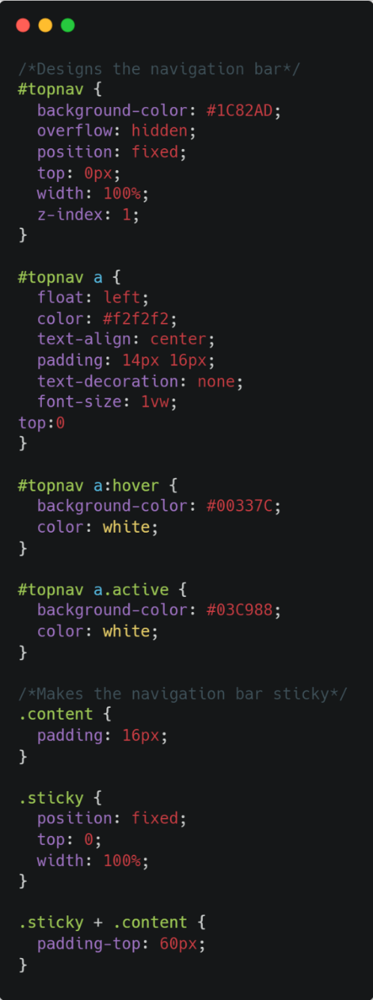 /*Designs the navigation bar*/
#topnav {
  background-color: #1C82AD;
  overflow: hidden;
  position: fixed;
  top: 0px;
  width: 100%;
  z-index: 1;
}

#topnav a {
  float: left;
  color: #f2f2f2;
  text-align: center;
  padding: 14px 16px;
  text-decoration: none;
  font-size: 1vw;
top:0
}

#topnav a:hover {
  background-color: #00337C;
  color: white;
}

#topnav a.active {
  background-color: #03C988;
  color: white;
}

/*Makes the navigation bar sticky*/
.content {
  padding: 16px;
}

.sticky {
  position: fixed;
  top: 0;
  width: 100%;
}

.sticky + .content {
  padding-top: 60px;
}